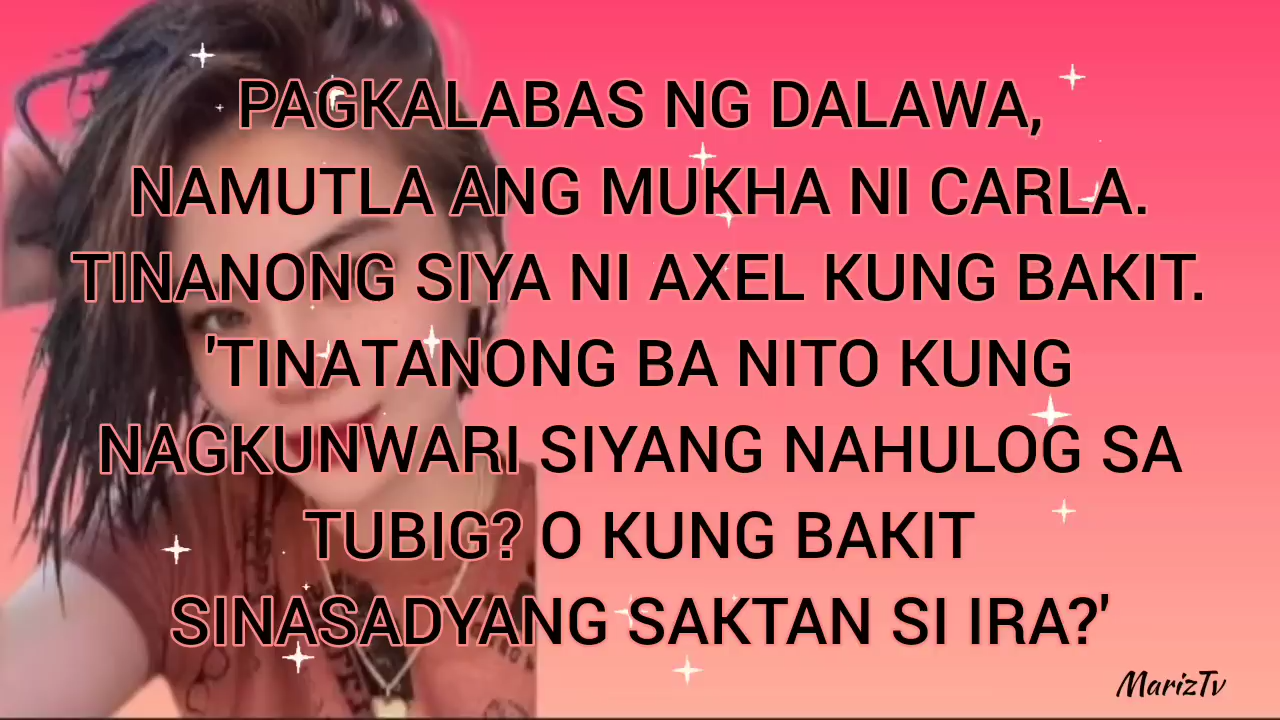 PAGKALABAS NG DALAWA,
NAMUTLA ANG MUKHA NI CARLA.
TINANONG SIYA NI AXEL KUNG BAKIT.
'TINATANONG BA NITO KUNG
NAGKUNWARI SIYANG NAHULOG SA
TUBIG? O KUNG BAKIT
SINASADYANG SAKTAN SI IRA?'
MarizTv